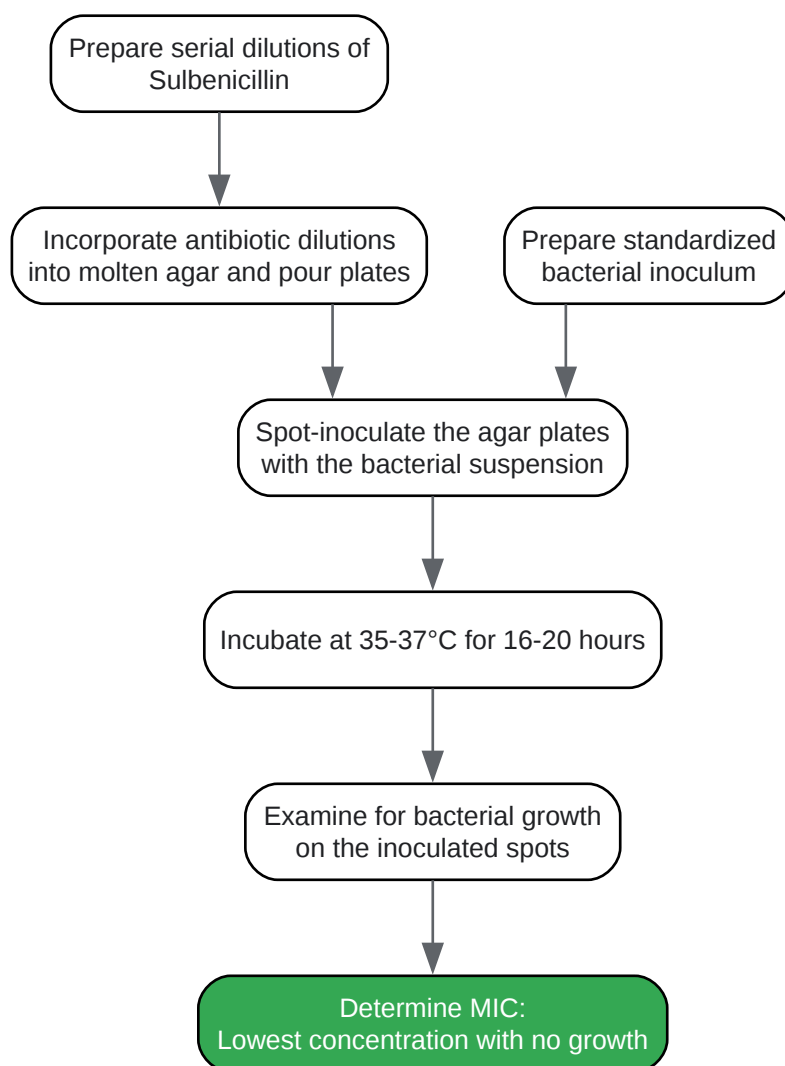 Prepare serial dilutions of
Sulbenicillin
Incorporate antibiotic dilutions
into molten agar and pour plates
Prepare standardized
bacterial inoculum
Spot-inoculate the agar plates
with the bacterial suspension
Incubate at 35-37°C for 16-20 hours
Examine for bacterial growth
on the inoculated spots
Determine MIC:
Lowest concentration with no growth